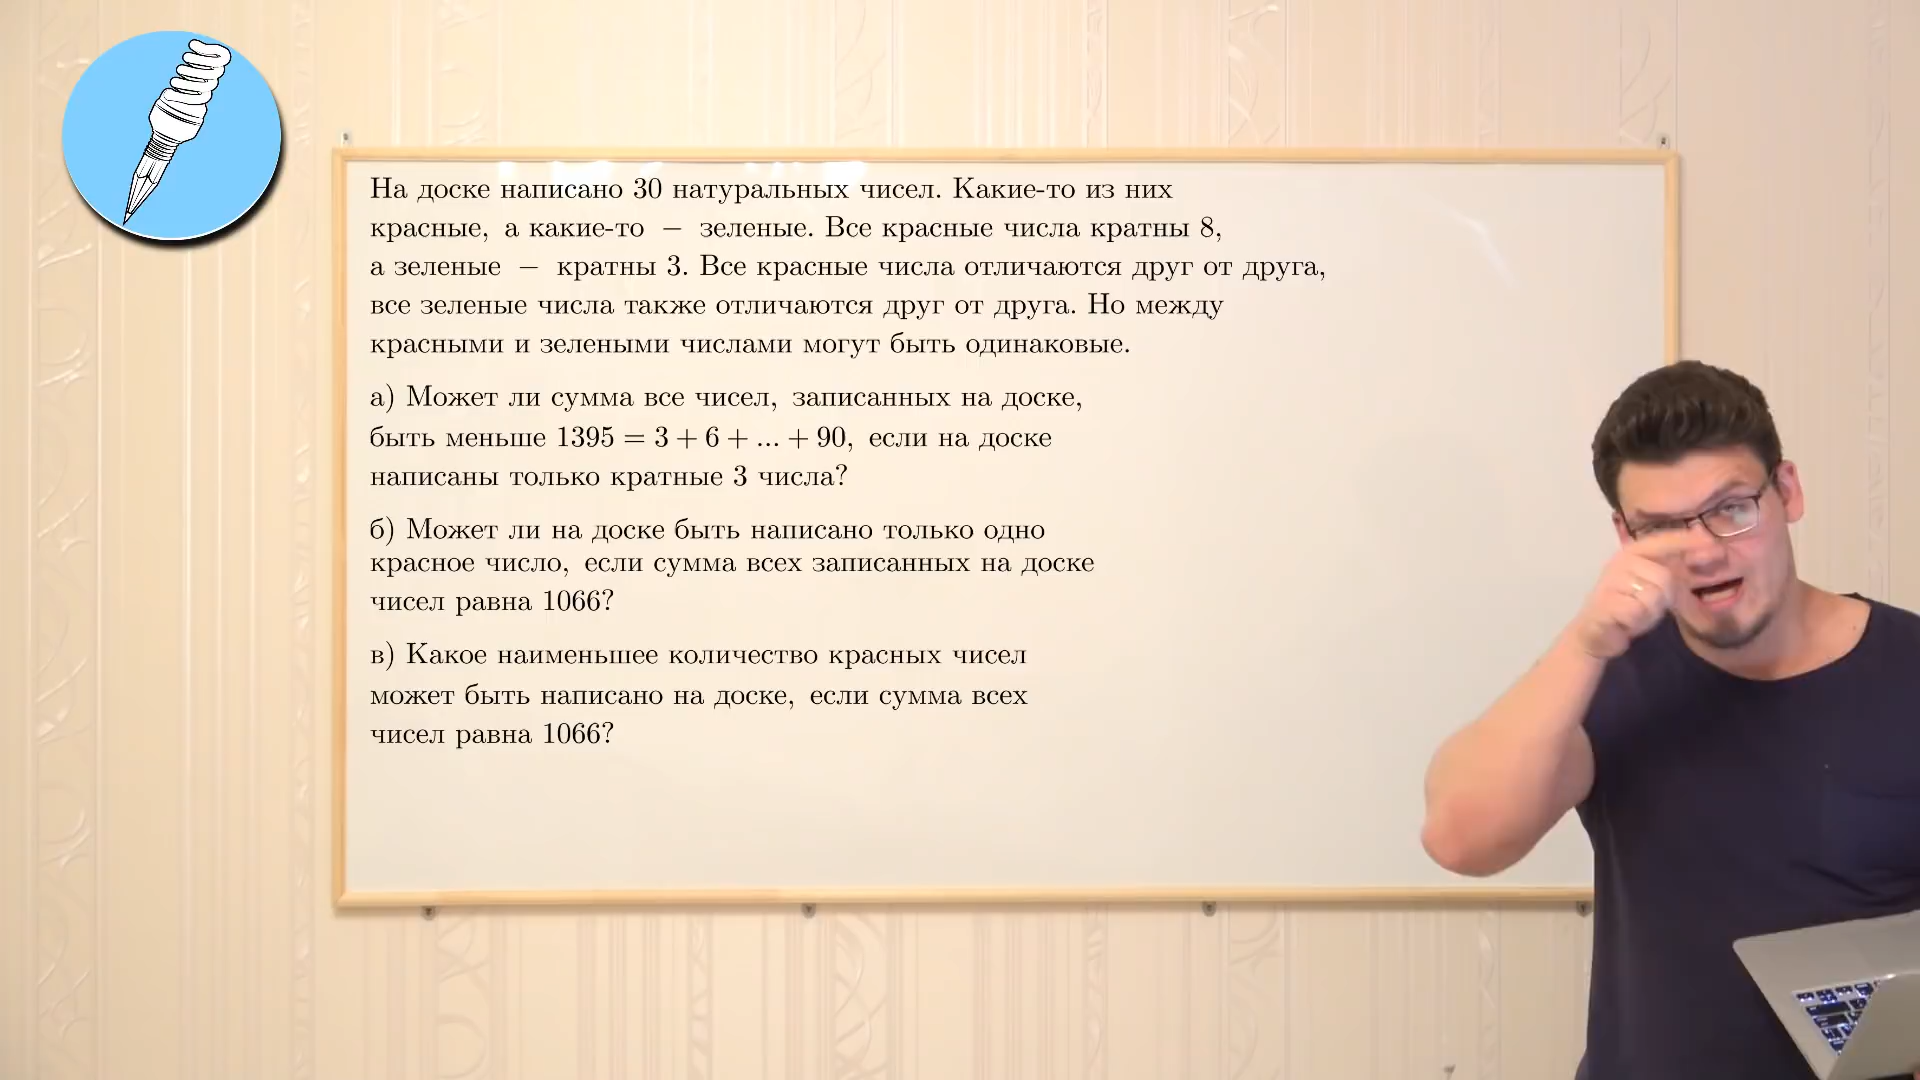 На доске написано 30 натуральных чисел. Какие-то из них
красные, а какие-то − зеленые. Все красные числа кратны 8,
а зеленые − кратны 3. Все красные числа отличаются друг от друга,
все зеленые числа также отличаются друг от друга. Но между
красными и зелеными числами могут быть одинаковые.
а) Может ли сумма все чисел, записанных на доске,
быть меньше 1395 = 3 + 6 + ... + 90, если на доске
написаны только кратные 3 числа?
б) Может ли на доске быть написано только одно
красное число, если сумма всех записанных на доске
чисел равна 1066?
в) Какое наименьшее количество красных чисел
может быть написано на доске, если сумма всех
чисел равна 1066?